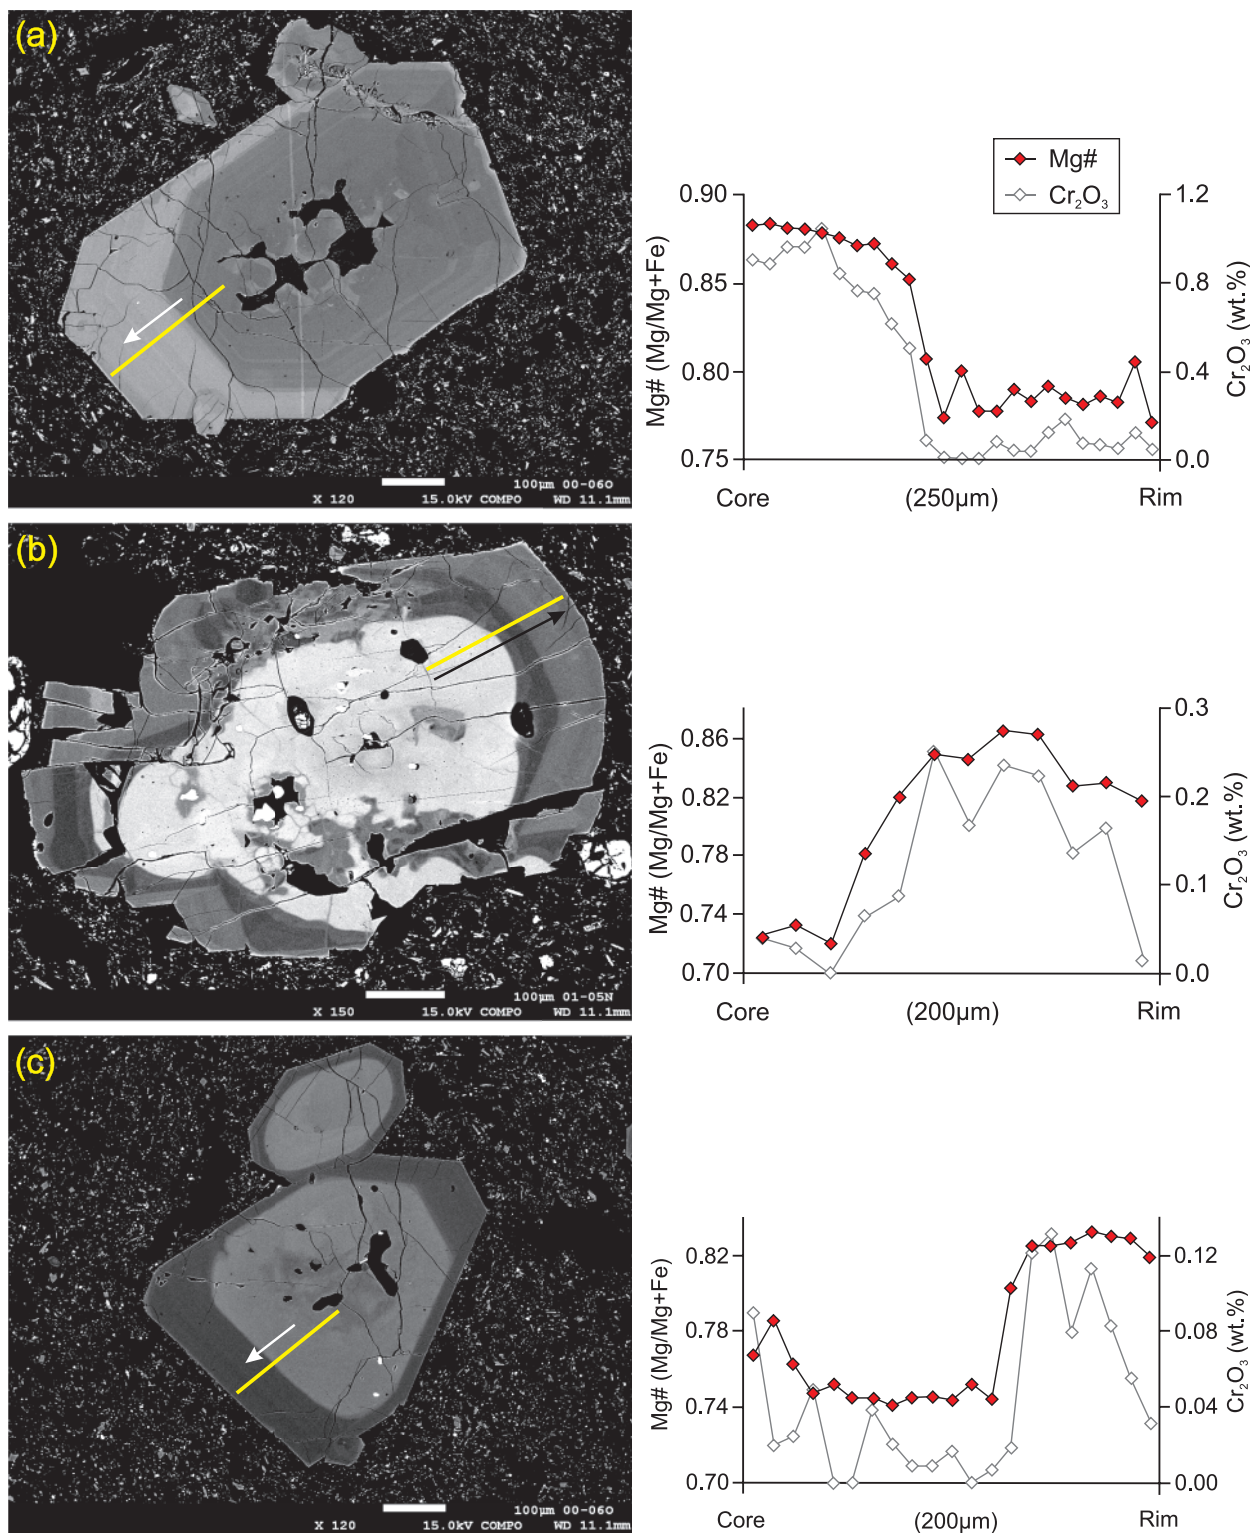 (a)
100µm 00-06O
X 120 15.0kV COMPO WD 11.1mm
Mg#
Cr₂O₃
0.90
0.85
0.80
0.75
Mg# (Mg/Mg+Fe)
1.2
0.8
0.4
0.0
Cr₂O₃ (wt.%)
Core (250µm) Rim
(b)
100µm 01-05N
X 150 15.0kV COMPO WD 11.1mm
0.86
0.82
0.78
0.74
0.70
Mg# (Mg/Mg+Fe)
0.3
0.2
0.1
0.0
Cr₂O₃ (wt.%)
Core (200µm) Rim
(c)
100µm 00-06O
X 120 15.0kV COMPO WD 11.1mm
0.82
0.78
0.74
0.70
Mg# (Mg/Mg+Fe)
0.12
0.08
0.04
0.00
Cr₂O₃ (wt.%)
Core (200µm) Rim